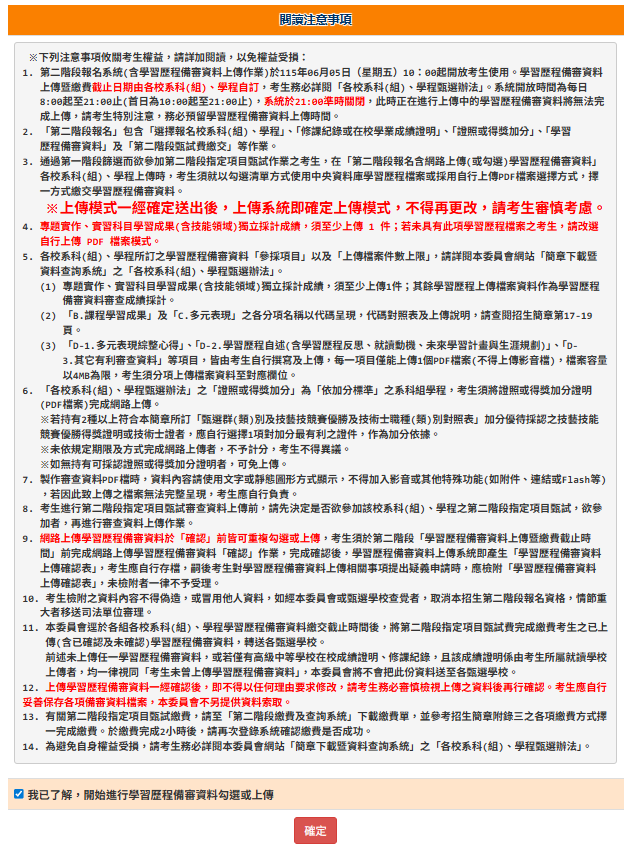 閱讀注意事項
※下列注意事項攸關考生權益，請詳加閱讀，以免權益受損：
1. 第二階段報名系統(含學習歷程備審資料上傳作業)於115年06月05日（星期五）10：00起開放考生使用。學習歷程備審資料
上傳暨繳費截止日期由各校系科(組)、學程自訂，考生務必詳閱「各校系科(組)、學程甄選辦法」。系統開放時間為每日
8:00起至21:00止(首日為10:00起至21:00止)，系統於21:00準時關閉，此時正在進行上傳中的學習歷程備審資料將無法完
成上傳，請考生特別注意，務必預留學習歷程備審資料上傳時間。
2. 「第二階段報名」包含「選擇報名校系科(組)、學程」、「修課紀錄或在校學業成績證明」、「證照或得獎加分」、「學習
歷程備審資料」及「第二階段甄試費繳交」等作業。
3. 通過第一階段篩選而欲參加第二階段指定項目甄試作業之考生，在「第二階段報名含網路上傳(或勾選)學習歷程備審資料」
各校系科(組)、學程上傳時，考生須就以勾選清單方式使用中央資料庫學習歷程檔案或採用自行上傳PDF檔案選擇方式，擇
一方式繳交學習歷程備審資料。
※上傳模式一經確定送出後，上傳系統即確定上傳模式，不得再更改，請考生審慎考慮。
4. 專題實作、實習科目學習成果(含技能領域)獨立採計成績，須至少上傳 1 件；若未具有此項學習歷程檔案之考生，請改選
自行上傳 PDF 檔案模式。
5. 各校系科(組)、學程所訂之學習歷程備審資料「參採項目」以及「上傳檔案件數上限」，請詳閱本委員會網站「簡章下載暨
資料查詢系統」之「各校系科(組)、學程甄選辦法」。
(1) 專題實作、實習科目學習成果(含技能領域)獨立採計成績，須至少上傳1件；其餘學習歷程上傳檔案資料作為學習歷程
備審資料審查成績採計。
(2) 「B.課程學習成果」及「C.多元表現」之各分項名稱以代碼呈現，代碼對照表及上傳說明，請查閱招生簡章第17-19
頁。
(3) 「D-1.多元表現綜整心得」、「D-2.學習歷程自述(含學習歷程反思、就讀動機、未來學習計畫與生涯規劃)」、「D-
3.其它有利審查資料」等項目，皆由考生自行撰寫及上傳，每一項目僅能上傳1個PDF檔案(不得上傳影音檔)，檔案容量
以4MB為限，考生須分項上傳檔案資料至對應欄位。
6. 「各校系科(組)、學程甄選辦法」之「證照或得獎加分」為「依加分標準」之系科組學程，考生須將證照或得獎加分證明
(PDF檔案)完成網路上傳。
※若持有2種以上符合本簡章所訂「甄選群(類)別及技藝技能競賽優勝及技術士職種(類)別對照表」加分優待採認之技藝技能
競賽優勝得獎證明或技術士證者，應自行選擇1項對加分最有利之證件，作為加分依據。
※未依規定期限及方式完成網路上傳者，不予計分，考生不得異議。
※如無持有可採認證照或得獎加分證明者，可免上傳。
7. 製作審查資料PDF檔時，資料內容請使用文字或靜態圖形方式顯示，不得加入影音或其他特殊功能(如附件、連結或Flash等)
，若因此致上傳之檔案無法完整呈現，考生應自行負責。
8. 考生進行第二階段指定項目甄試審查資料上傳前，請先決定是否欲參加該校系科(組)、學程之第二階段指定項目甄試，欲參
加者，再進行審查資料上傳作業。
9. 網路上傳學習歷程備審資料於「確認」前皆可重複勾選或上傳，考生須於第二階段「學習歷程備審資料上傳暨繳費截止時
間」前完成網路上傳學習歷程備審資料「確認」作業，完成確認後，學習歷程備審資料上傳系統即產生「學習歷程備審資料
上傳確認表」，考生應自行存檔，嗣後考生對學習歷程備審資料上傳相關事項提出疑義申請時，應檢附「學習歷程備審資料
上傳確認表」，未檢附者一律不予受理。
10. 考生檢附之資料內容不得偽造，或冒用他人資料，如經本委員會或甄選學校查覺者，取消本招生第二階段報名資格，情節重
大者移送司法單位審理。
11. 本委員會逕於各組各校系科(組)、學程學習歷程備審資料繳交截止時間後，將第二階段指定項目甄試費完成繳費考生之已上
傳(含已確認及未確認)學習歷程備審資料，轉送各甄選學校。
前述未上傳任一學習歷程備審資料，或若僅有高級中等學校在校成績證明、修課紀錄，且該成績證明係由考生所屬就讀學校
上傳者，均一律視同「考生未曾上傳學習歷程備審資料」，本委員會將不會把此份資料送至各甄選學校。
12. 上傳學習歷程備審資料一經確認後，即不得以任何理由要求修改，請考生務必審慎檢視上傳之資料後再行確認。考生應自行
妥善保存各項備審資料檔案，本委員會不另提供資料索取。
13. 有關第二階段指定項目甄試繳費，請至「第二階段繳費及查詢系統」下載繳費單，並參考招生簡章附錄三之各項繳費方式擇
一完成繳費。於繳費完成2小時後，請再次登錄系統確認繳費是否成功。
14. 為避免自身權益受損，請考生務必詳閱本委員會網站「簡章下載暨資料查詢系統」之「各校系科(組)、學程甄選辦法」。
我已了解，開始進行學習歷程備審資料勾選或上傳
確定